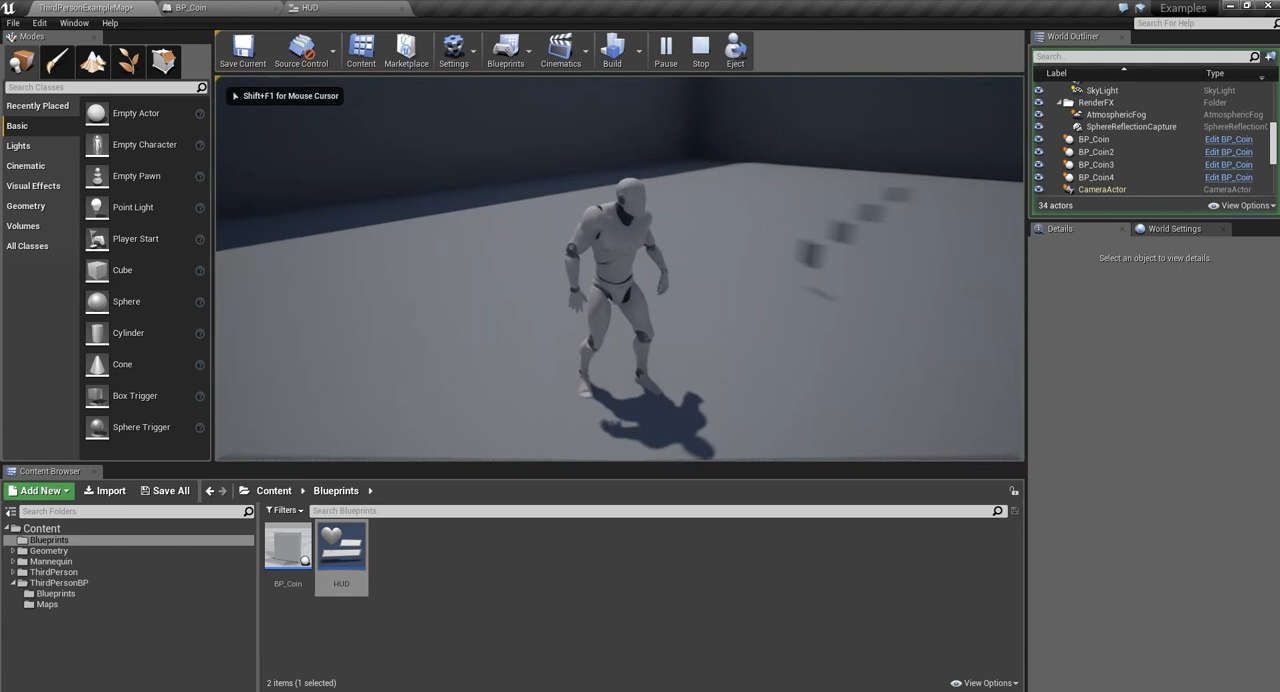 ThirdPersonExampleMap*
BP_Coin
HUD
Examples
File
Edit
Window
Help
Search For Help
Modes
Search Classes
Recently Placed
Basic
Lights
Cinematic
Visual Effects
Geometry
Volumes
All Classes
Empty Actor
Empty Character
Empty Pawn
Point Light
Player Start
Cube
Sphere
Cylinder
Cone
Box Trigger
Sphere Trigger
Save Current
Source Control
Content
Marketplace
Settings
Blueprints
Cinematics
Build
Pause
Stop
Eject
Shift+F1 for Mouse Cursor
World Outliner
Search...
Label
Type
SkyLight SkyLight
RenderFX Folder
AtmosphericFog AtmosphericFog
SphereReflectionCapture SphereReflectionC
BP_Coin Edit BP_Coin
BP_Coin2 Edit BP_Coin
BP_Coin3 Edit BP_Coin
BP_Coin4 Edit BP_Coin
CameraActor CameraActor
34 actors
View Options
Details
World Settings
Select an object to view details.
Content Browser
Add New
Import
Save All
Content
Blueprints
Search Folders
Filters
Search Blueprints
Content
Blueprints
Geometry
Mannequin
ThirdPerson
ThirdPersonBP
Blueprints
Maps
BP_Coin
HUD
2 items (1 selected)
View Options